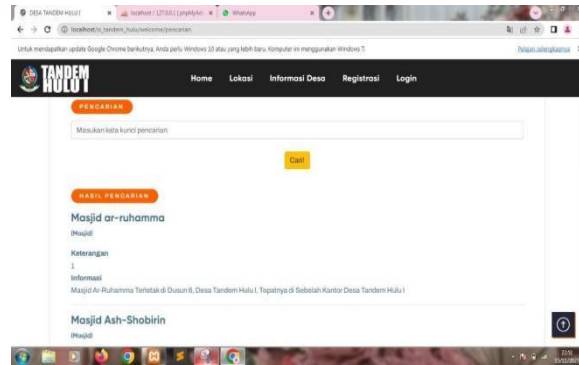 DESA TANDEM HULU I
localhost / 127.0.0.1 | phpMyAd
WhatsApp
localhost/si_tandem_hulu/welcome/pencarian
Untuk mendapatkan update Google Chrome berikutnya, Anda perlu Windows 10 atau yang lebih baru. Komputer ini menggunakan Windows 7.
Pelajari selengkapnya
TANDEM
HULU I
Home Lokasi Informasi Desa Registrasi Login
PENCARIAN
Masukan kata kunci pencarian
Cari!
HASIL PENCARIAN
Masjid ar-ruhamma
(Masjid)
Keterangan
1
Informasi
Masjid Ar-Ruhamma Terletak di Dusun 6, Desa Tandem Hulu I, Tepatnya di Sebelah Kantor Desa Tandem Hulu I
Masjid Ash-Shobirin
(Masjid)
21:51